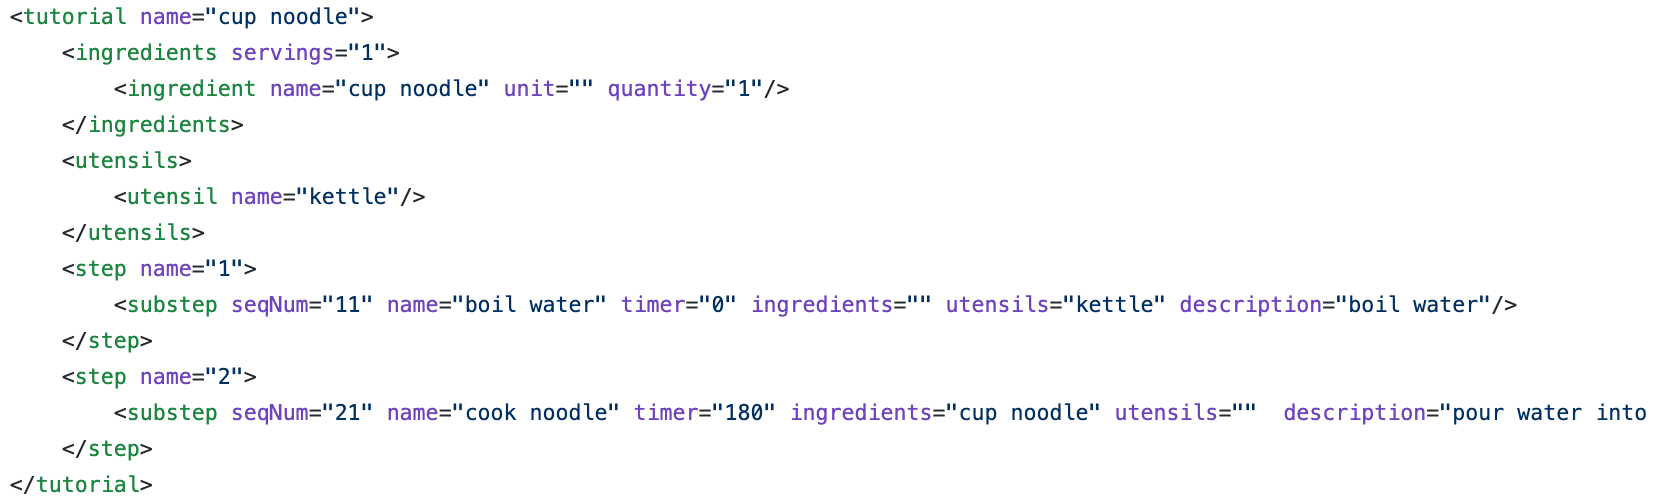 <tutorial name="cup noodle">
    <ingredients servings="1">
        <ingredient name="cup noodle" unit="" quantity="1"/>
    </ingredients>
    <utensils>
        <utensil name="kettle"/>
    </utensils>
    <step name="1">
        <substep seqNum="11" name="boil water" timer="0" ingredients="" utensils="kettle" description="boil water"/>
    </step>
    <step name="2">
        <substep seqNum="21" name="cook noodle" timer="180" ingredients="cup noodle" utensils=""  description="pour water into
    </step>
</tutorial>